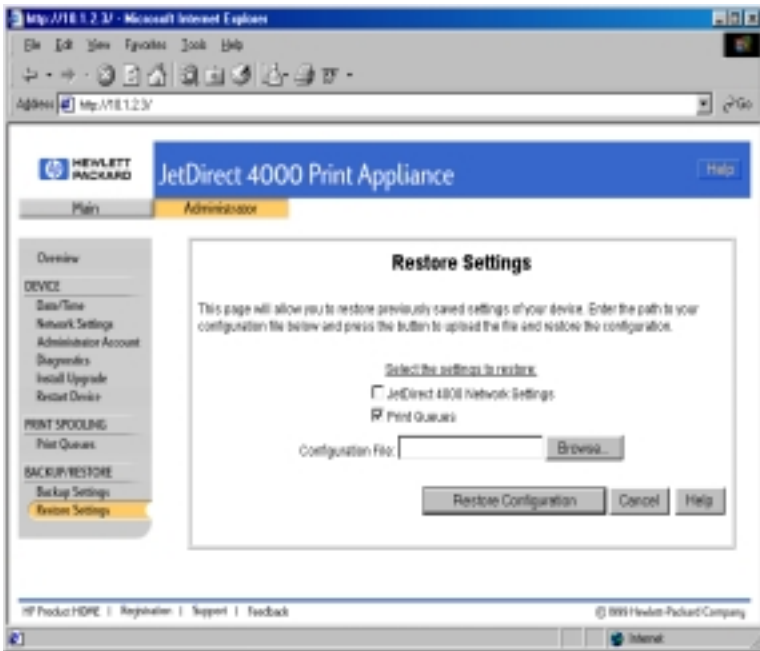 http://10.1.2.3/ - Microsoft Internet Explorer
File Edit View Favorites Tools Help
Address http://10.1.2.3/
Go
HEWLETT PACKARD
JetDirect 4000 Print Appliance
Help
Main
Administrator
Overview
DEVICE
Date/Time
Network Settings
Administrator Account
Diagnostics
Install Upgrade
Restart Device
PRINT SPOOLING
Print Queues
BACKUP/RESTORE
Backup Settings
Restore Settings
Restore Settings
This page will allow you to restore previously saved settings of your device. Enter the path to your
configuration file below and press the button to upload the file and restore the configuration.
Select the settings to restore:
JetDirect 4000 Network Settings
Print Queues
Configuration File:
Browse...
Restore Configuration
Cancel
Help
HP Product HOME | Registration | Support | Feedback
© 1999 Hewlett-Packard Company
Internet